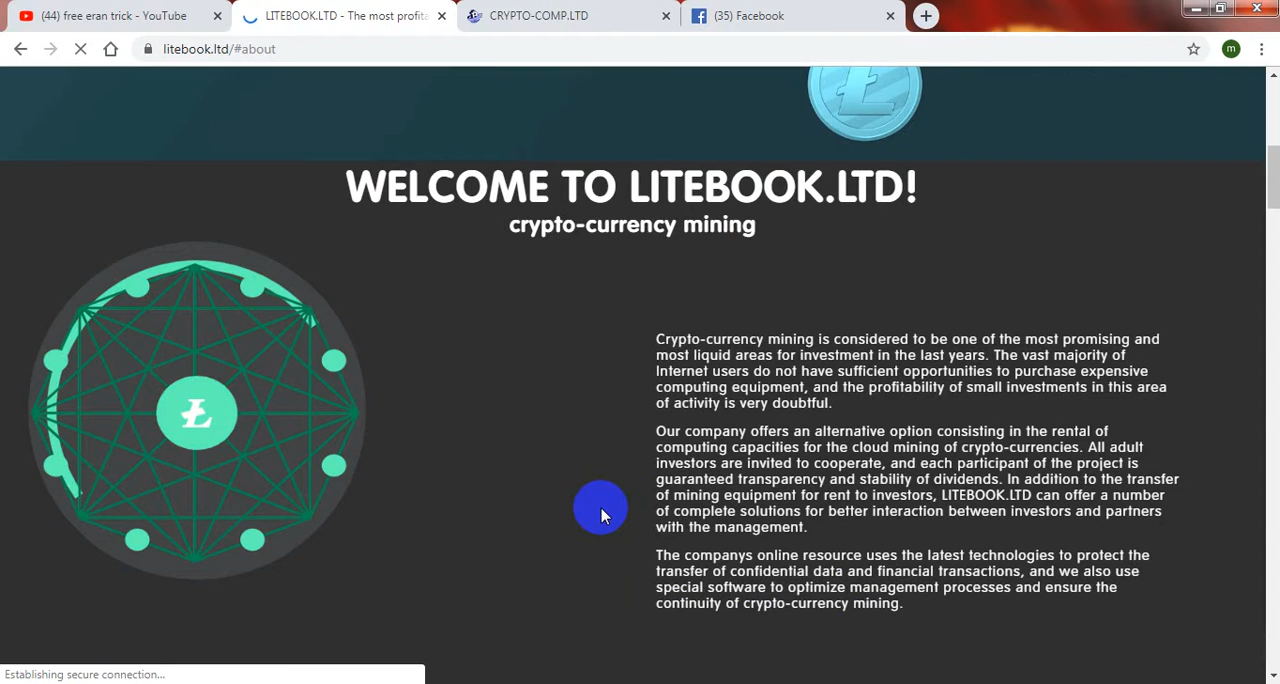 (44) free eran trick - YouTube
LITEBOOK.LTD - The most profita
CRYPTO-COMP.LTD
(35) Facebook
litebook.ltd/#about
m
WELCOME TO LITEBOOK.LTD!
crypto-currency mining
Crypto-currency mining is considered to be one of the most promising and
most liquid areas for investment in the last years. The vast majority of
Internet users do not have sufficient opportunities to purchase expensive
computing equipment, and the profitability of small investments in this area
of activity is very doubtful.
Our company offers an alternative option consisting in the rental of
computing capacities for the cloud mining of crypto-currencies. All adult
investors are invited to cooperate, and each participant of the project is
guaranteed transparency and stability of dividends. In addition to the transfer
of mining equipment for rent to investors, LITEBOOK.LTD can offer a number
of complete solutions for better interaction between investors and partners
with the management.
The companys online resource uses the latest technologies to protect the
transfer of confidential data and financial transactions, and we also use
special software to optimize management processes and ensure the
continuity of crypto-currency mining.
Establishing secure connection...